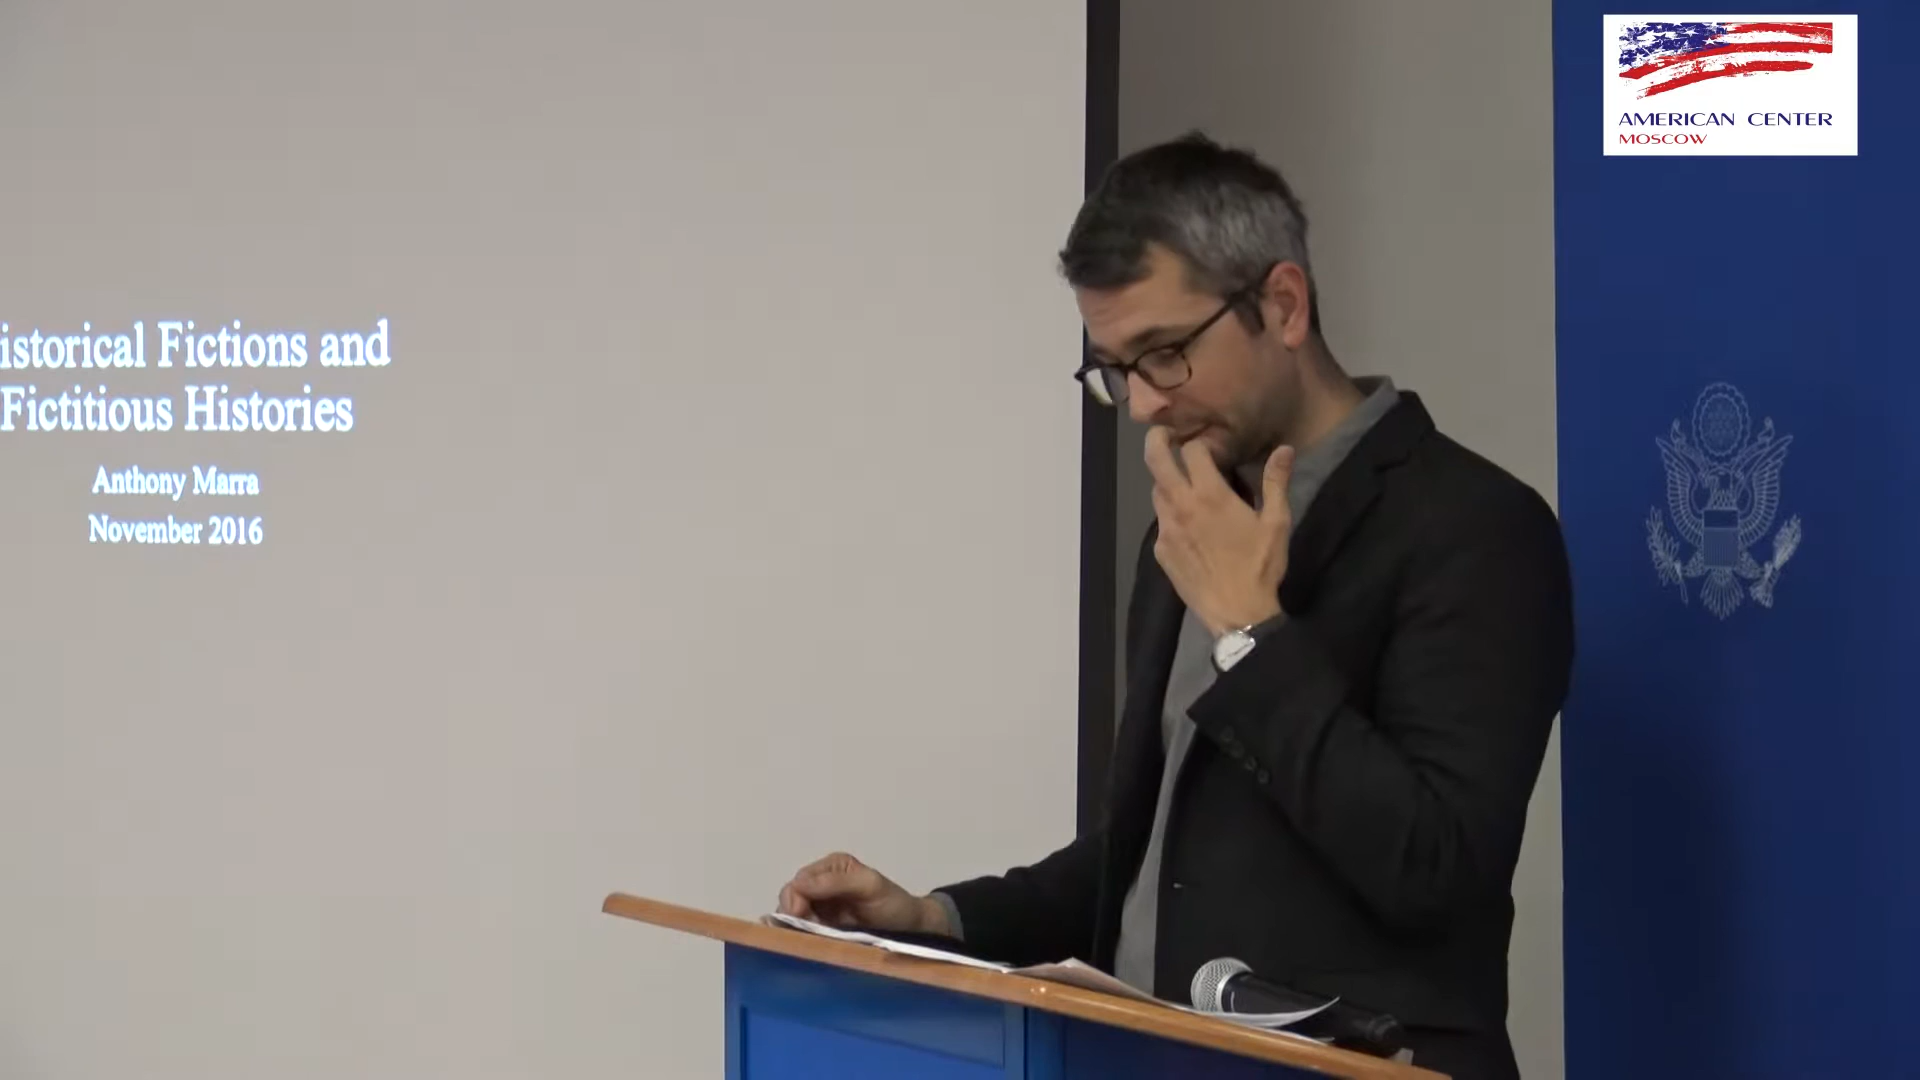 istorical Fictions and
Fictitious Histories
Anthony Marra
November 2016
AMERICAN CENTER
MOSCOW